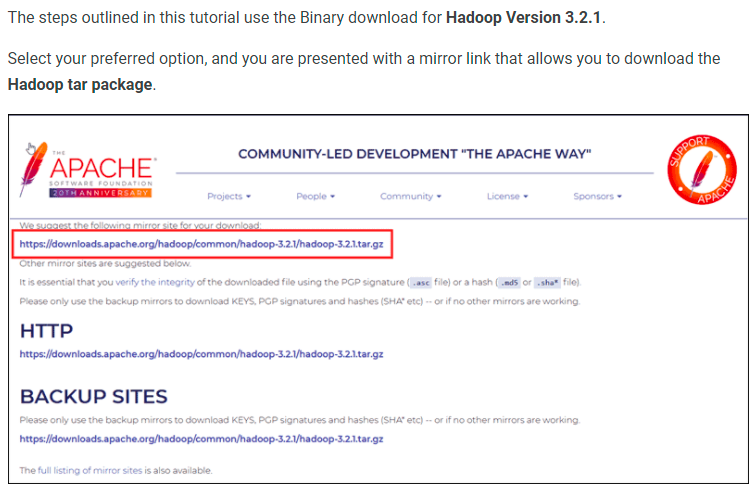 The steps outlined in this tutorial use the Binary download for Hadoop Version 3.2.1.
Select your preferred option, and you are presented with a mirror link that allows you to download the
Hadoop tar package.
THE
APACHE®
SOFTWARE FOUNDATION
20TH ANNIVERSARY
COMMUNITY-LED DEVELOPMENT "THE APACHE WAY"
Projects
People
Community
License
Sponsors
SUPPORT
APACHE
We suggest the following mirror site for your download:
https://downloads.apache.org/hadoop/common/hadoop-3.2.1/hadoop-3.2.1.tar.gz
Other mirror sites are suggested below.
It is essential that you verify the integrity of the downloaded file using the PGP signature ( .asc file) or a hash ( .md5 or .sha* file).
Please only use the backup mirrors to download KEYS, PGP signatures and hashes (SHA* etc) -- or if no other mirrors are working.
HTTP
https://downloads.apache.org/hadoop/common/hadoop-3.2.1/hadoop-3.2.1.tar.gz
BACKUP SITES
Please only use the backup mirrors to download KEYS, PGP signatures and hashes (SHA* etc) -- or if no other mirrors are working.
https://downloads.apache.org/hadoop/common/hadoop-3.2.1/hadoop-3.2.1.tar.gz
The full listing of mirror sites is also available.